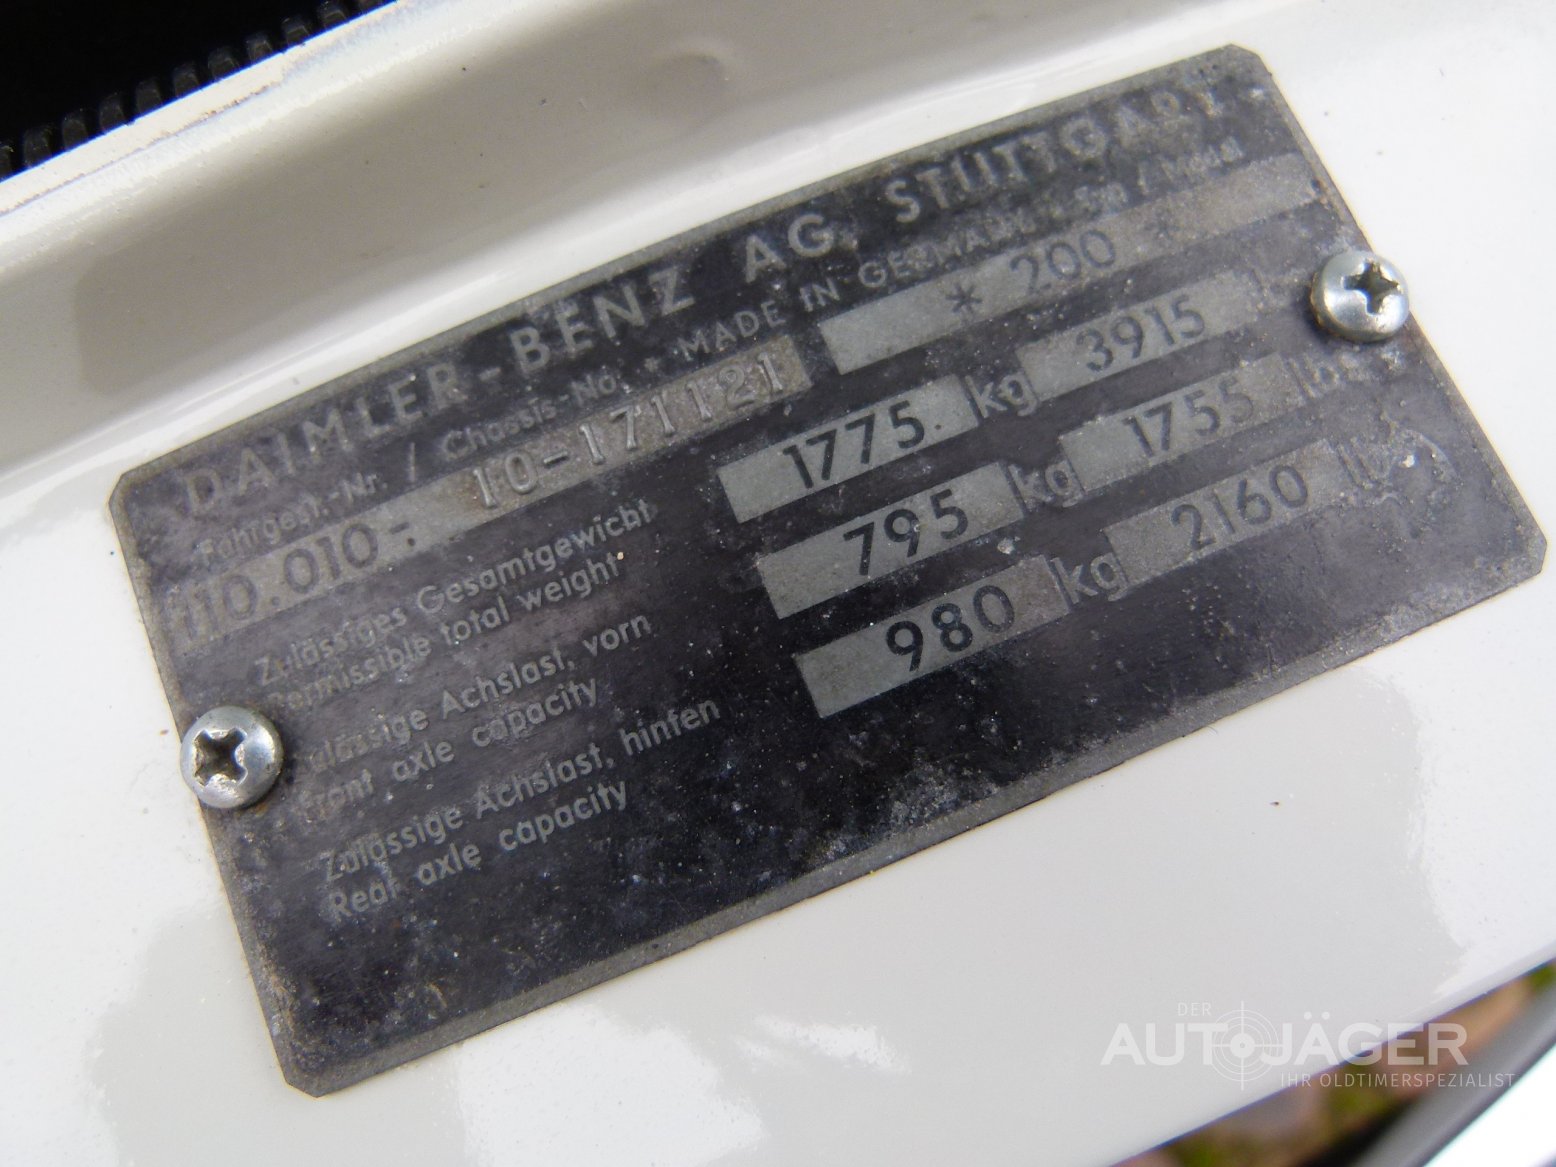 DAIMLER-BENZ AG. STUTTGART
Fahrgest.-Nr. / Chassis-No. • MADE IN GERMANY • Typ / Model
110.010- 10-171121 * 200
Zulässiges Gesamtgewicht
Permissible total weight
1775 kg 3915
Zulässige Achslast, vorn
Front axle capacity
795 kg 1755 lbs
Zulässige Achslast, hinten
Rear axle capacity
980 kg 2160
DER
AUTOJÄGER
IHR OLDTIMERSPEZIALIST